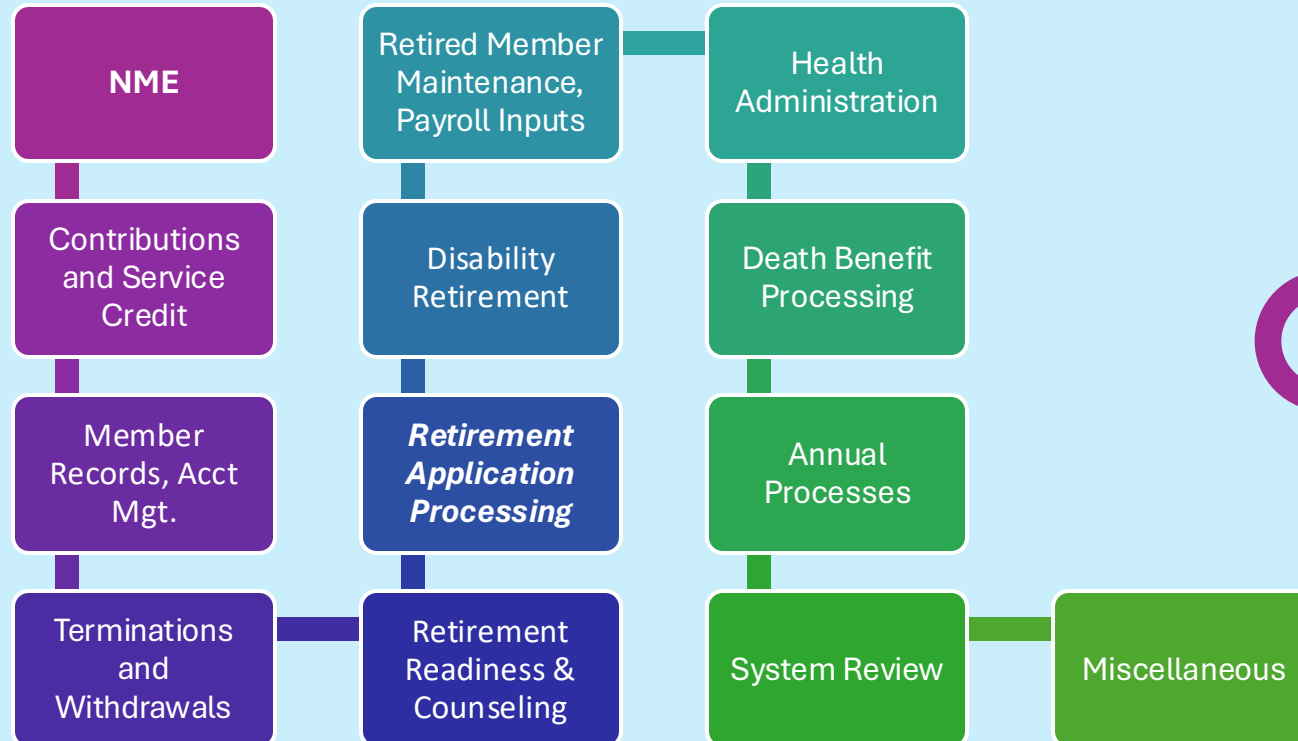 NME
Contributions
and Service
Credit
Member
Records, Acct
Mgt.
Terminations
and
Withdrawals
Retirement
Readiness &
Counseling
Retirement
Application
Processing
Disability
Retirement
Retired Member
Maintenance,
Payroll Inputs
Health
Administration
Death Benefit
Processing
Annual
Processes
System Review
Miscellaneous